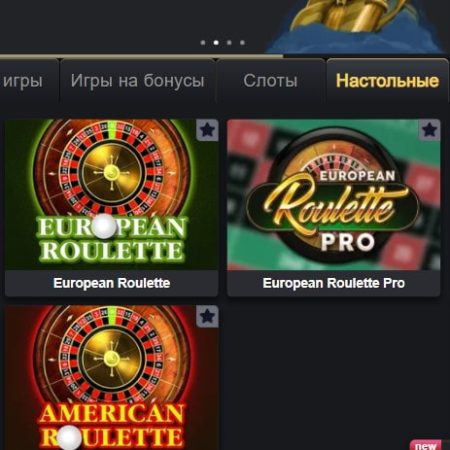 игры
Игры на бонусы
Слоты
Настольные
EUROPEAN
ROULETTE
EUROPEAN
Roulette
PRO
European Roulette
European Roulette Pro
AMERICAN
ROULETTE
new